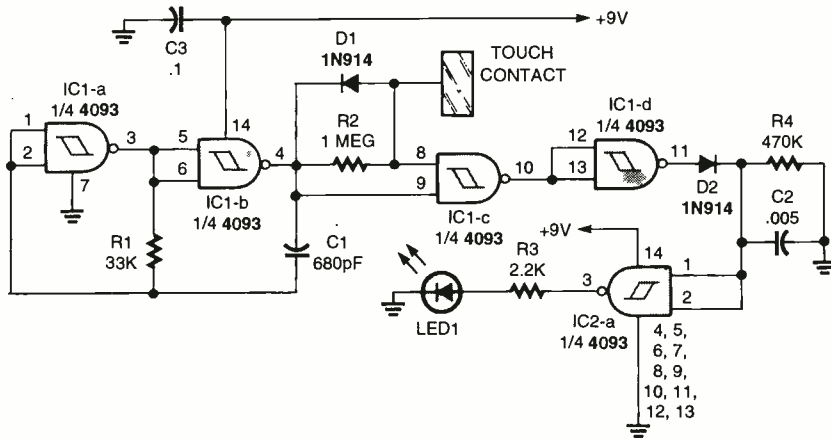 +9V
C3
.1
D1
1N914
TOUCH
CONTACT
IC1-a
1/4 4093
1
2
3
7
5
6
14
4
IC1-b
1/4 4093
R2
1 MEG
8
9
10
IC1-c
1/4 4093
IC1-d
1/4 4093
12
13
11
D2
1N914
R4
470K
C2
.005
R1
33K
C1
680pF
+9V
14
R3
2.2K
3
1
2
LED1
IC2-a
1/4 4093
4, 5,
6, 7,
8, 9,
10, 11,
12, 13